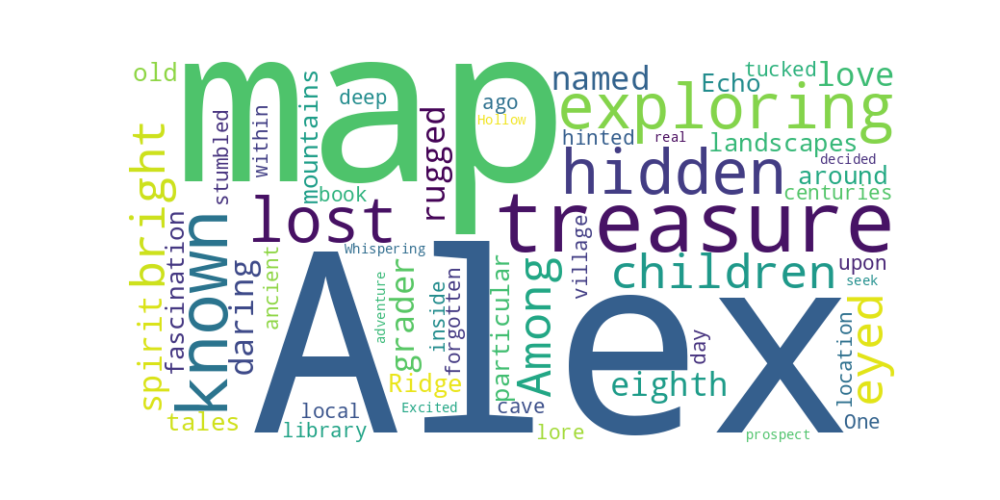 map
Alex
treasure
exploring
hidden
lost
known
children
bright
eyed
Among
rugged
named
love
spirit
daring
grader
eighth
old
deep
ago
Hollow
Echo
tucked
hinted
real
landscapes
decided
around
centuries
mountains
within
stumbled
book
fascination
ancient
Whispering
adventure
inside
forgotten
particular
village
upon
seek
location
day
One
Ridge
Excited
cave
local
library
tales
lore
prospect